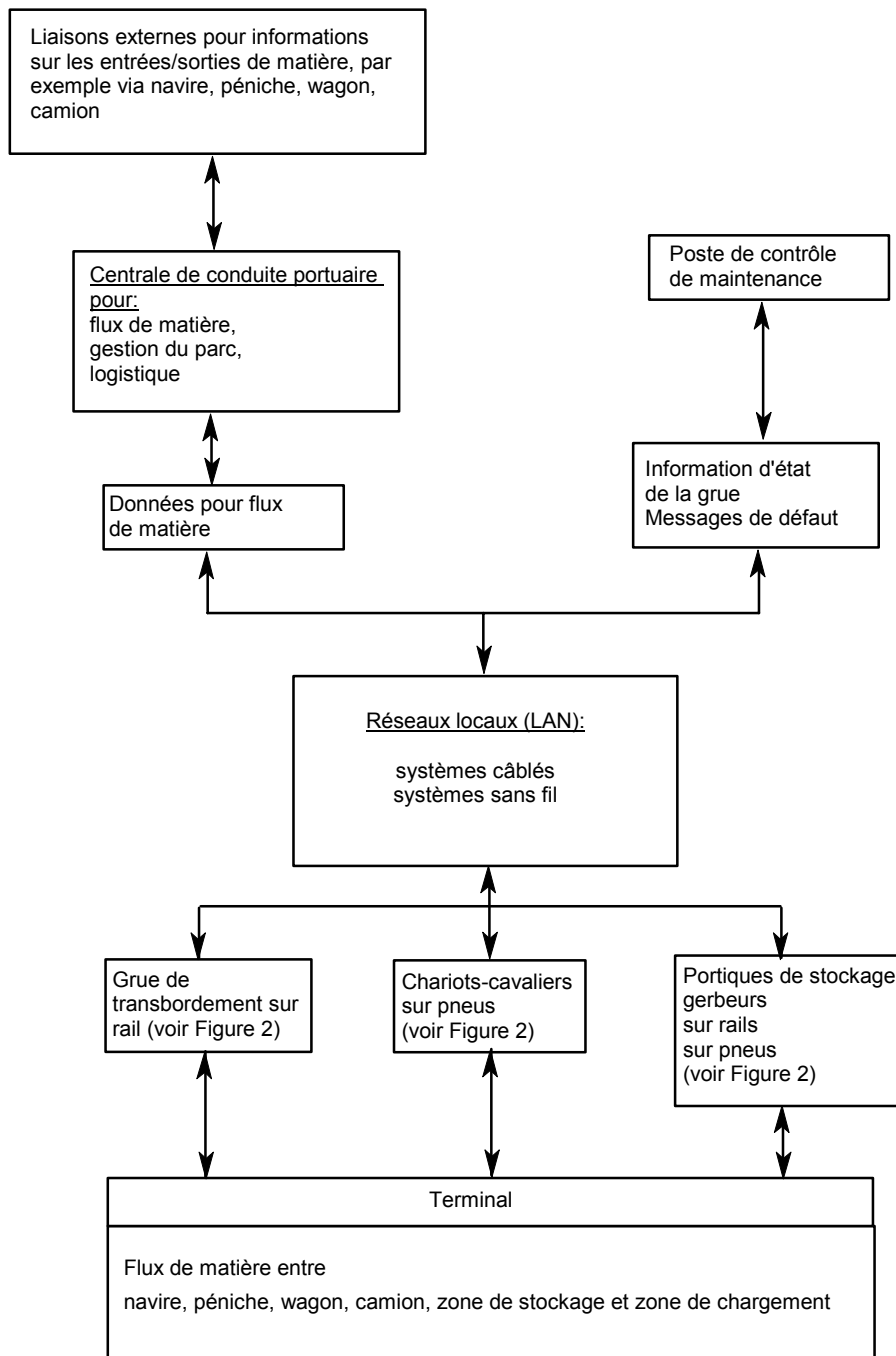 Liaisons externes pour informations
sur les entrées/sorties de matière, par
exemple via navire, péniche, wagon,
camion
Centrale de conduite portuaire
pour:
flux de matière,
gestion du parc,
logistique
Poste de contrôle
de maintenance
Données pour flux
de matière
Information d'état
de la grue
Messages de défaut
Réseaux locaux (LAN):
systèmes câblés
systèmes sans fil
Grue de
transbordement sur
rail (voir Figure 2)
Chariots-cavaliers
sur pneus
(voir Figure 2)
Portiques de stockage
gerbeurs
sur rails
sur pneus
(voir Figure 2)
Terminal
Flux de matière entre
navire, péniche, wagon, camion, zone de stockage et zone de chargement